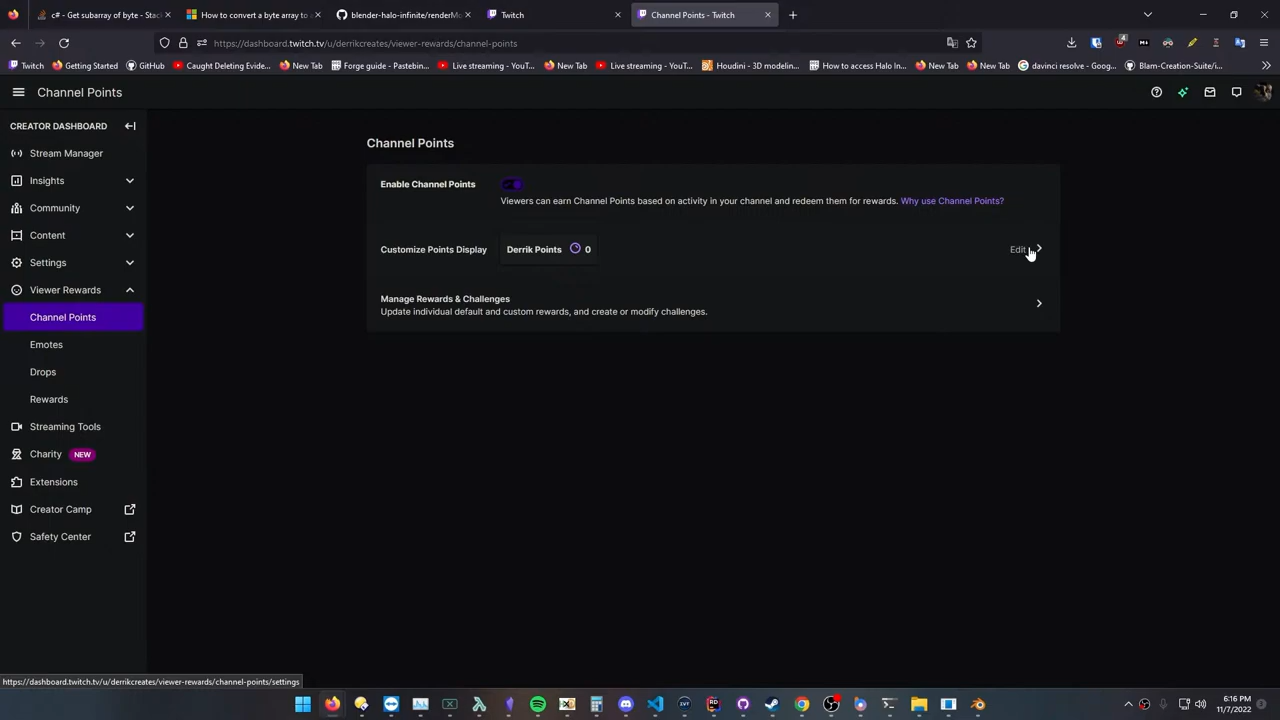 c# - Get subarray of byte - Stac
How to convert a byte array to a
blender-halo-infinite/renderMo
Twitch
Channel Points - Twitch
https://dashboard.twitch.tv/u/derrikcreates/viewer-rewards/channel-points
Twitch
Getting Started
GitHub
Caught Deleting Evide...
New Tab
Forge guide - Pastebin...
Live streaming - YouT...
New Tab
Live streaming - YouT...
Houdini - 3D modelin...
How to access Halo In...
New Tab
New Tab
davinci resolve - Goog...
Blam-Creation-Suite/i...
Channel Points
CREATOR DASHBOARD
Stream Manager
Insights
Community
Content
Settings
Viewer Rewards
Channel Points
Emotes
Drops
Rewards
Streaming Tools
Charity NEW
Extensions
Creator Camp
Safety Center
Channel Points
Enable Channel Points
Viewers can earn Channel Points based on activity in your channel and redeem them for rewards. Why use Channel Points?
Customize Points Display
Derrik Points 0
Edit
Manage Rewards & Challenges
Update individual default and custom rewards, and create or modify challenges.
https://dashboard.twitch.tv/u/derrikcreates/viewer-rewards/channel-points/settings
6:16 PM
11/7/2022